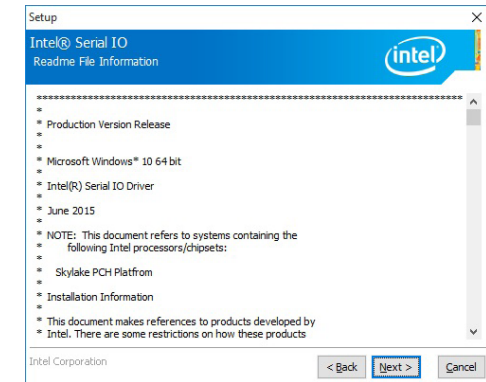 Setup
Intel® Serial IO
Readme File Information
intel
*************************************************************************
*
* Production Version Release
*
*
* Microsoft Windows* 10 64 bit
*
* Intel(R) Serial IO Driver
*
* June 2015
*
* NOTE: This document refers to systems containing the
* following Intel processors/chipsets:
*
* Skylake PCH Platfrom
*
* Installation Information
*
* This document makes references to products developed by
* Intel. There are some restrictions on how these products
Intel Corporation
< Back Next > Cancel